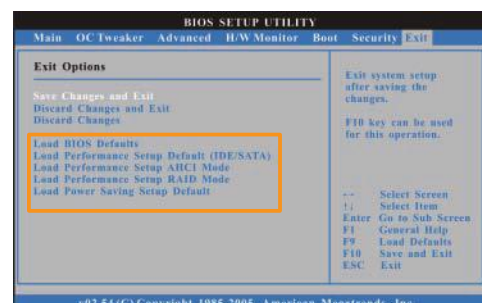 BIOS SETUP UTILITY
Main OC Tweaker Advanced H/W Monitor Boot Security Exit
Exit Options
Save Changes and Exit
Discard Changes and Exit
Discard Changes
Load BIOS Defaults
Load Performance Setup Default (IDE/SATA)
Load Performance Setup AHCI Mode
Load Performance Setup RAID Mode
Load Power Saving Setup Default
Exit system setup
after saving the
changes.
F10 key can be used
for this operation.
Select Screen
↑↓ Select Item
Enter Go to Sub Screen
F1 General Help
F9 Load Defaults
F10 Save and Exit
ESC Exit
v02.54 (C) Copyright 1985-2005, American Megatrends, Inc.